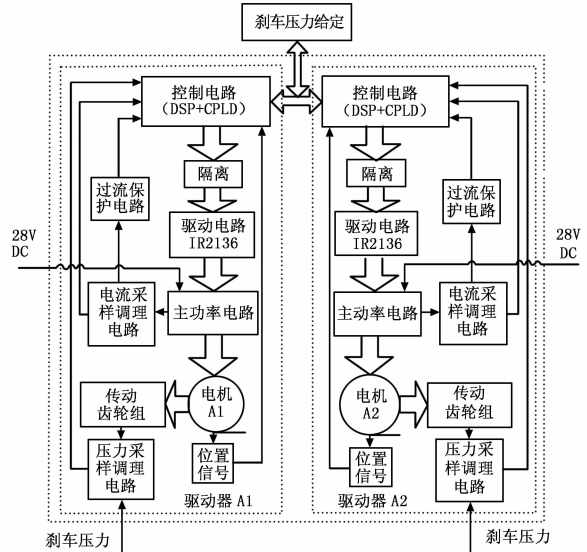 刹车压力给定
控制电路
(DSP+CPLD)
隔离
过流保
护电路
驱动电路
IR2136
28V
DC
电流采
样调理
电路
主功率电路
传动
齿轮组
电机
A1
压力采
样调理
电路
位置
信号
驱动器 A1
刹车压力
控制电路
(DSP+CPLD)
隔离
过流保
护电路
驱动电路
IR2136
28V
DC
主动率电路
电流采
样调理
电路
电机
A2
传动
齿轮组
位置
信号
压力采
样调理
电路
驱动器 A2
刹车压力